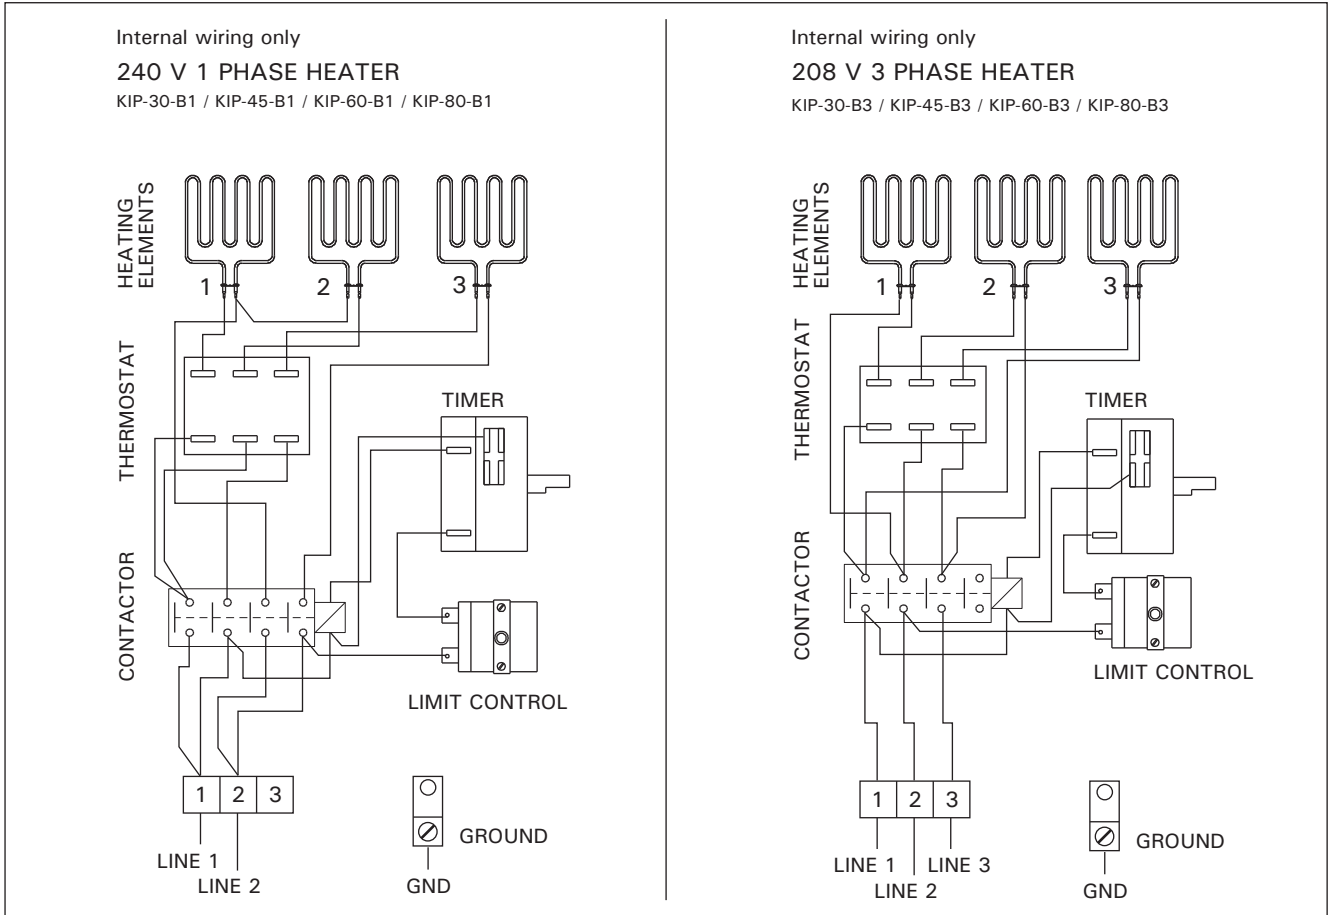 Internal wiring only
240 V 1 PHASE HEATER
KIP-30-B1 / KIP-45-B1 / KIP-60-B1 / KIP-80-B1
HEATING
ELEMENTS
1
2
3
THERMOSTAT
TIMER
CONTACTOR
LIMIT CONTROL
1 2 3
GROUND
LINE 1
LINE 2
GND
Internal wiring only
208 V 3 PHASE HEATER
KIP-30-B3 / KIP-45-B3 / KIP-60-B3 / KIP-80-B3
HEATING
ELEMENTS
1
2
3
THERMOSTAT
TIMER
CONTACTOR
LIMIT CONTROL
1 2 3
GROUND
LINE 1
LINE 3
LINE 2
GND